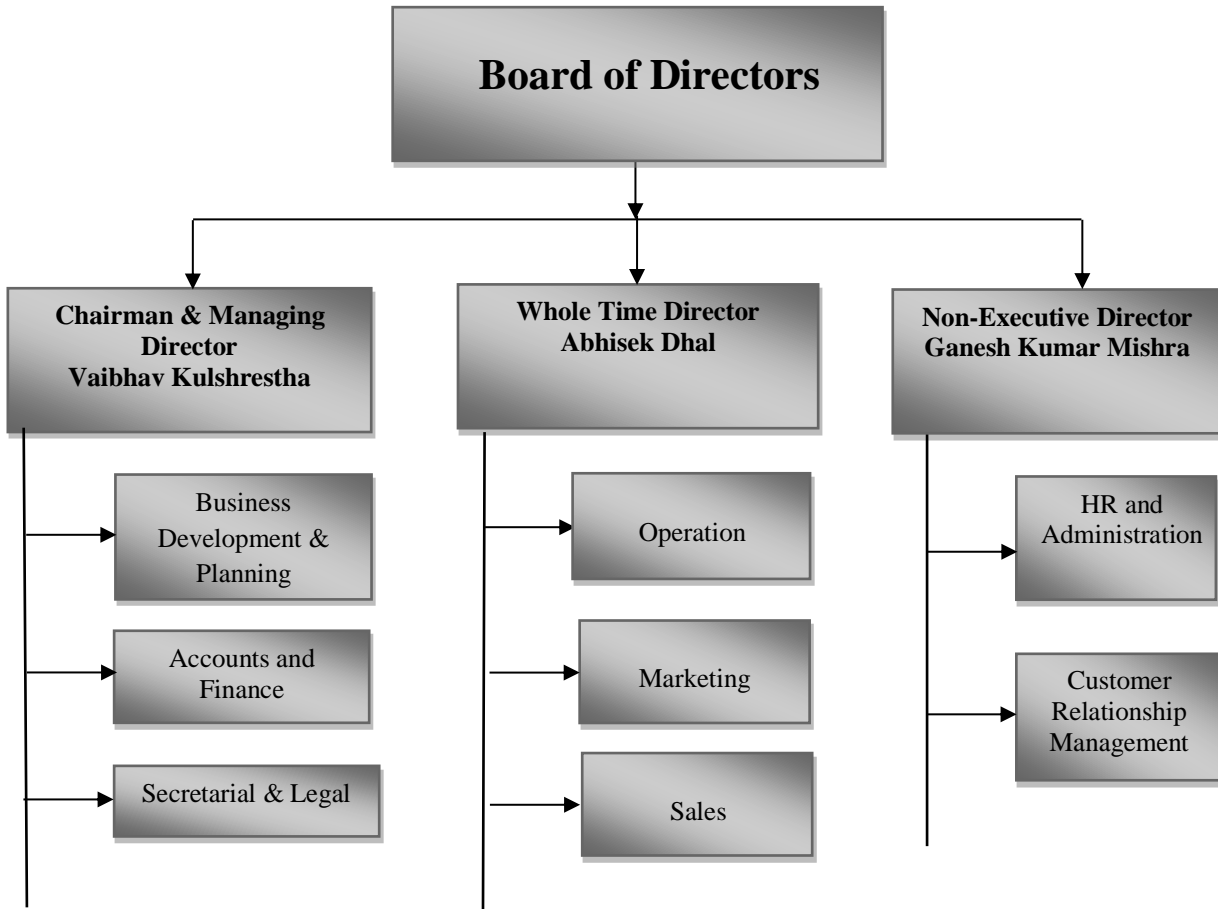 Board of Directors
Chairman & Managing
Director
Vaibhav Kulshrestha
Business
Development &
Planning
Accounts and
Finance
Secretarial & Legal
Whole Time Director
Abhisek Dhal
Operation
Marketing
Sales
Non-Executive Director
Ganesh Kumar Mishra
HR and
Administration
Customer
Relationship
Management